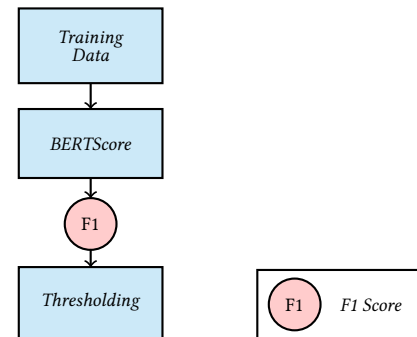 Training
Data
BERTScore
F1
Thresholding
F1 F1 Score